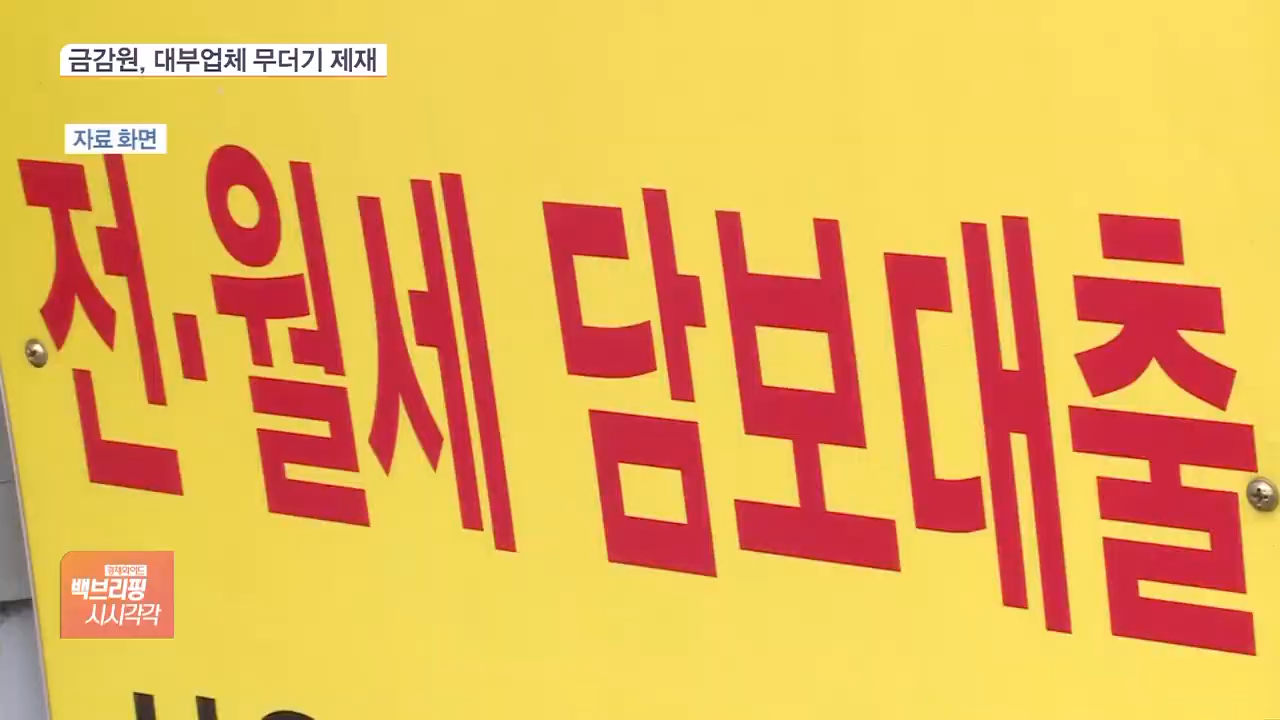 금감원, 대부업체 무더기 제재
자료 화면
전·월세 담보대출
경제와이드
백브리핑
시시각각